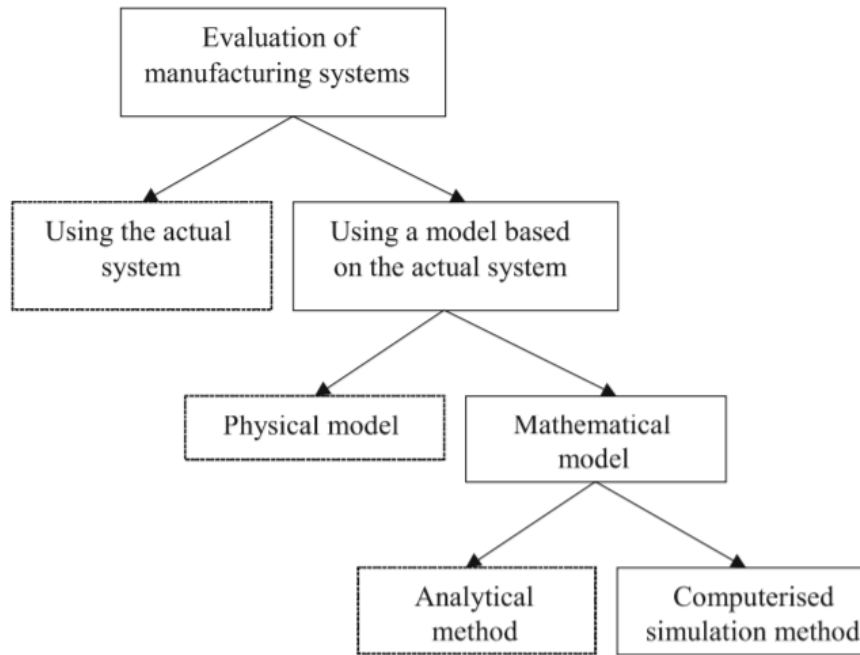 Evaluation of
manufacturing systems
Using the actual
system
Using a model based
on the actual system
Physical model
Mathematical
model
Analytical
method
Computerised
simulation method